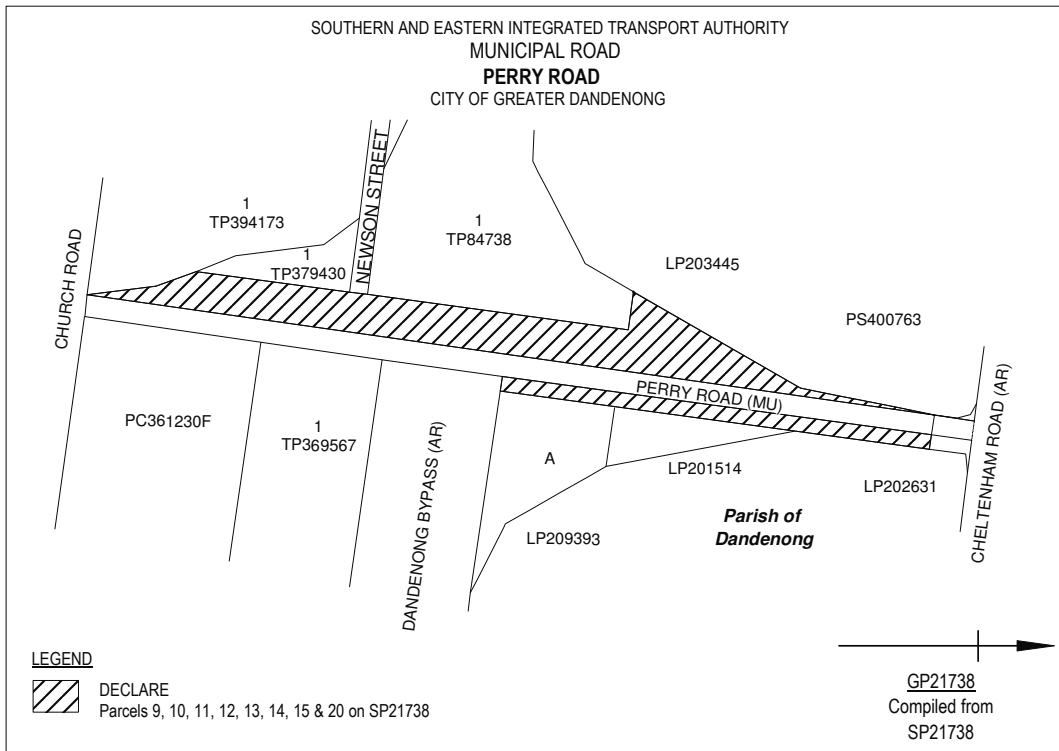 SOUTHERN AND EASTERN INTEGRATED TRANSPORT AUTHORITY
MUNICIPAL ROAD
PERRY ROAD
CITY OF GREATER DANDENONG
NEWSON STREET
1
TP394173
1
TP84738
1
TP379430
LP203445
CHURCH ROAD
PS400763
PERRY ROAD (MU)
CHELTENHAM ROAD (AR)
PC361230F
1
TP369567
DANDENONG BYPASS (AR)
A
LP201514
LP202631
LP209393
Parish of
Dandenong
LEGEND
DECLARE
Parcels 9, 10, 11, 12, 13, 14, 15 & 20 on SP21738
GP21738
Compiled from
SP21738